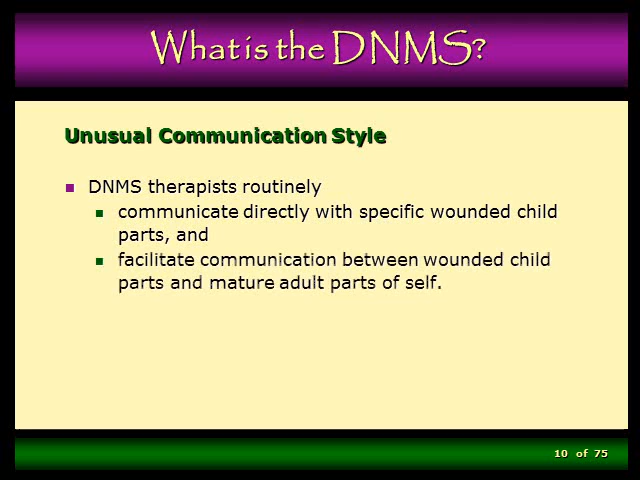 What is the DNMS?
Unusual Communication Style
DNMS therapists routinely
communicate directly with specific wounded child
parts, and
facilitate communication between wounded child
parts and mature adult parts of self.
10 of 75